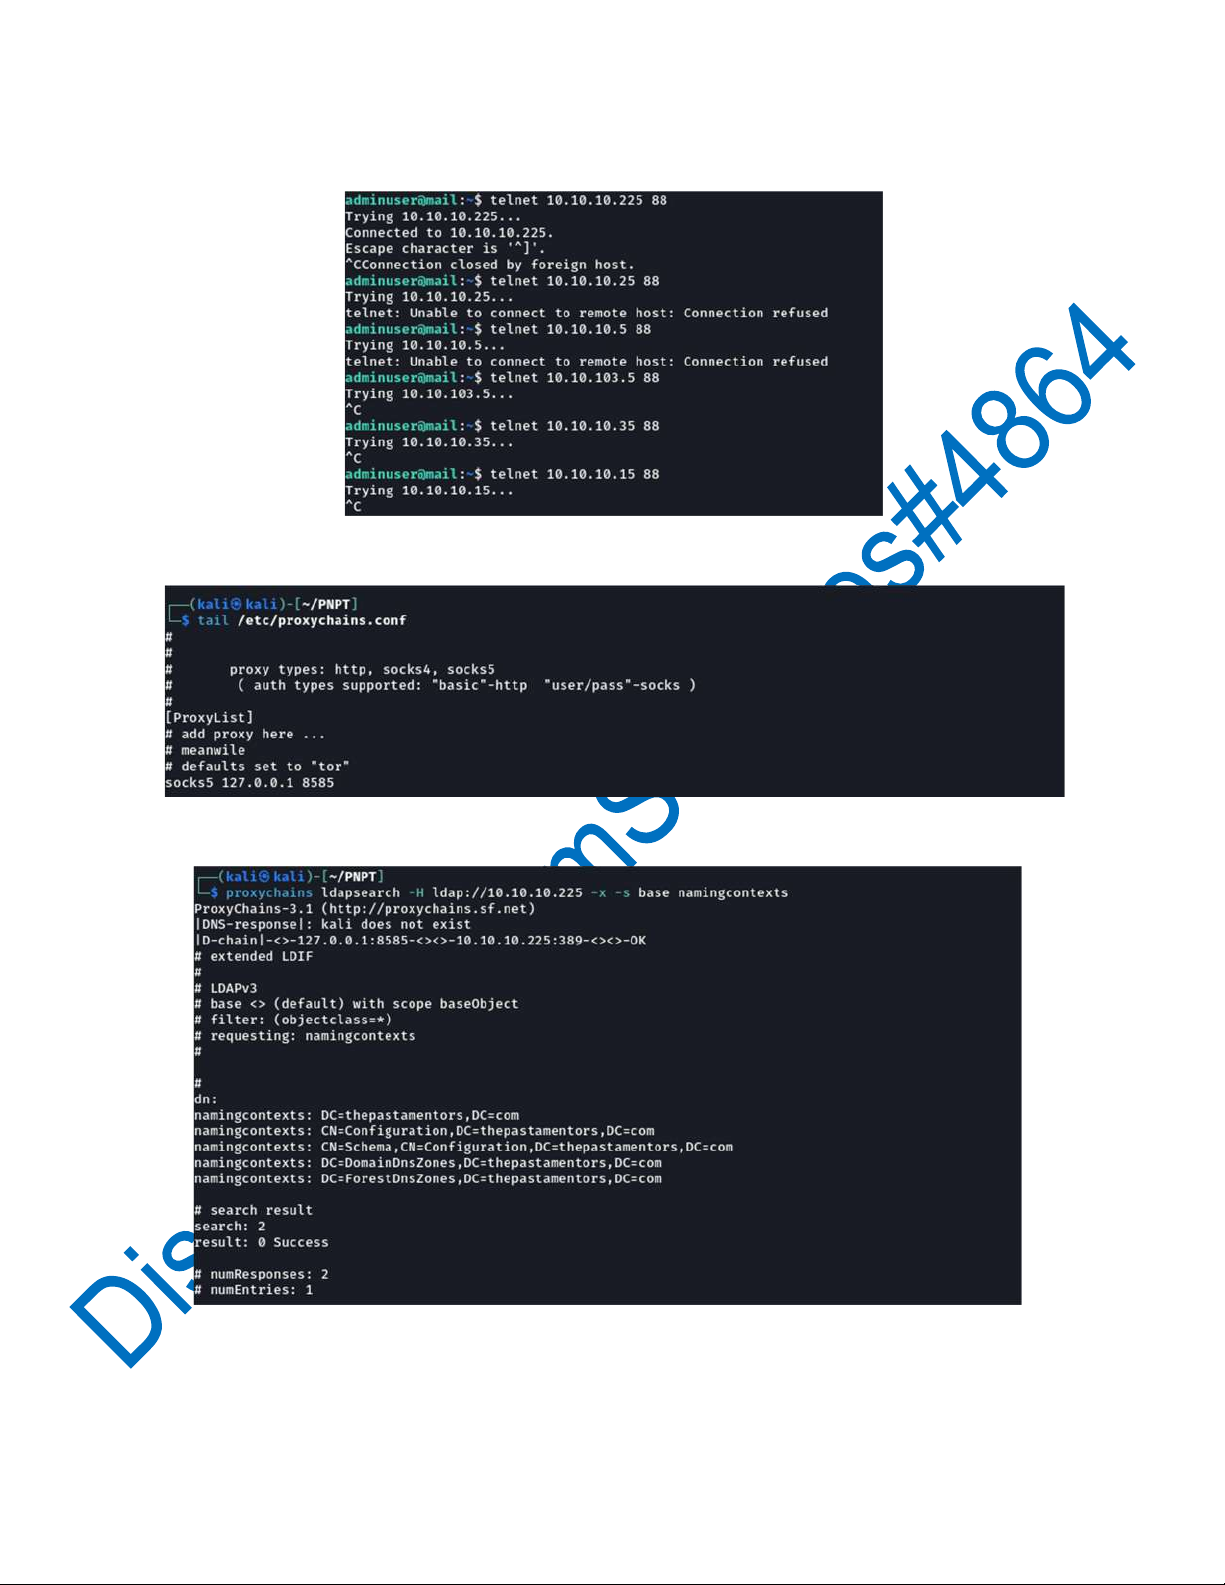 adminuser@mail:~$ telnet 10.10.10.225 88
Trying 10.10.10.225...
Connected to 10.10.10.225.
Escape character is '^]'.
^CConnection closed by foreign host.
adminuser@mail:~$ telnet 10.10.10.25 88
Trying 10.10.10.25...
telnet: Unable to connect to remote host: Connection refused
adminuser@mail:~$ telnet 10.10.10.5 88
Trying 10.10.10.5...
telnet: Unable to connect to remote host: Connection refused
adminuser@mail:~$ telnet 10.10.103.5 88
Trying 10.10.103.5...
^C
adminuser@mail:~$ telnet 10.10.10.35 88
Trying 10.10.10.35...
^C
adminuser@mail:~$ telnet 10.10.10.15 88
Trying 10.10.10.15...
^C
┌──(kali㉿kali)-[~/PNPT]
└─$ tail /etc/proxychains.conf
#
#
#       proxy types: http, socks4, socks5
#        ( auth types supported: "basic"-http  "user/pass"-socks )
#
[ProxyList]
# add proxy here ...
# meanwile
# defaults set to "tor"
socks5 127.0.0.1 8585
┌──(kali㉿kali)-[~/PNPT]
└─$ proxychains ldapsearch -H ldap://10.10.10.225 -x -s base namingcontexts
ProxyChains-3.1 (http://proxychains.sf.net)
|DNS-response|: kali does not exist
|D-chain|-<>-127.0.0.1:8585-<><>-10.10.10.225:389-<><>-OK
# extended LDIF
#
# LDAPv3
# base <> (default) with scope baseObject
# filter: (objectclass=*)
# requesting: namingcontexts
#
#
dn:
namingcontexts: DC=thepastamentors,DC=com
namingcontexts: CN=Configuration,DC=thepastamentors,DC=com
namingcontexts: CN=Schema,CN=Configuration,DC=thepastamentors,DC=com
namingcontexts: DC=DomainDnsZones,DC=thepastamentors,DC=com
namingcontexts: DC=ForestDnsZones,DC=thepastamentors,DC=com
# search result
search: 2
result: 0 Success
# numResponses: 2
# numEntries: 1